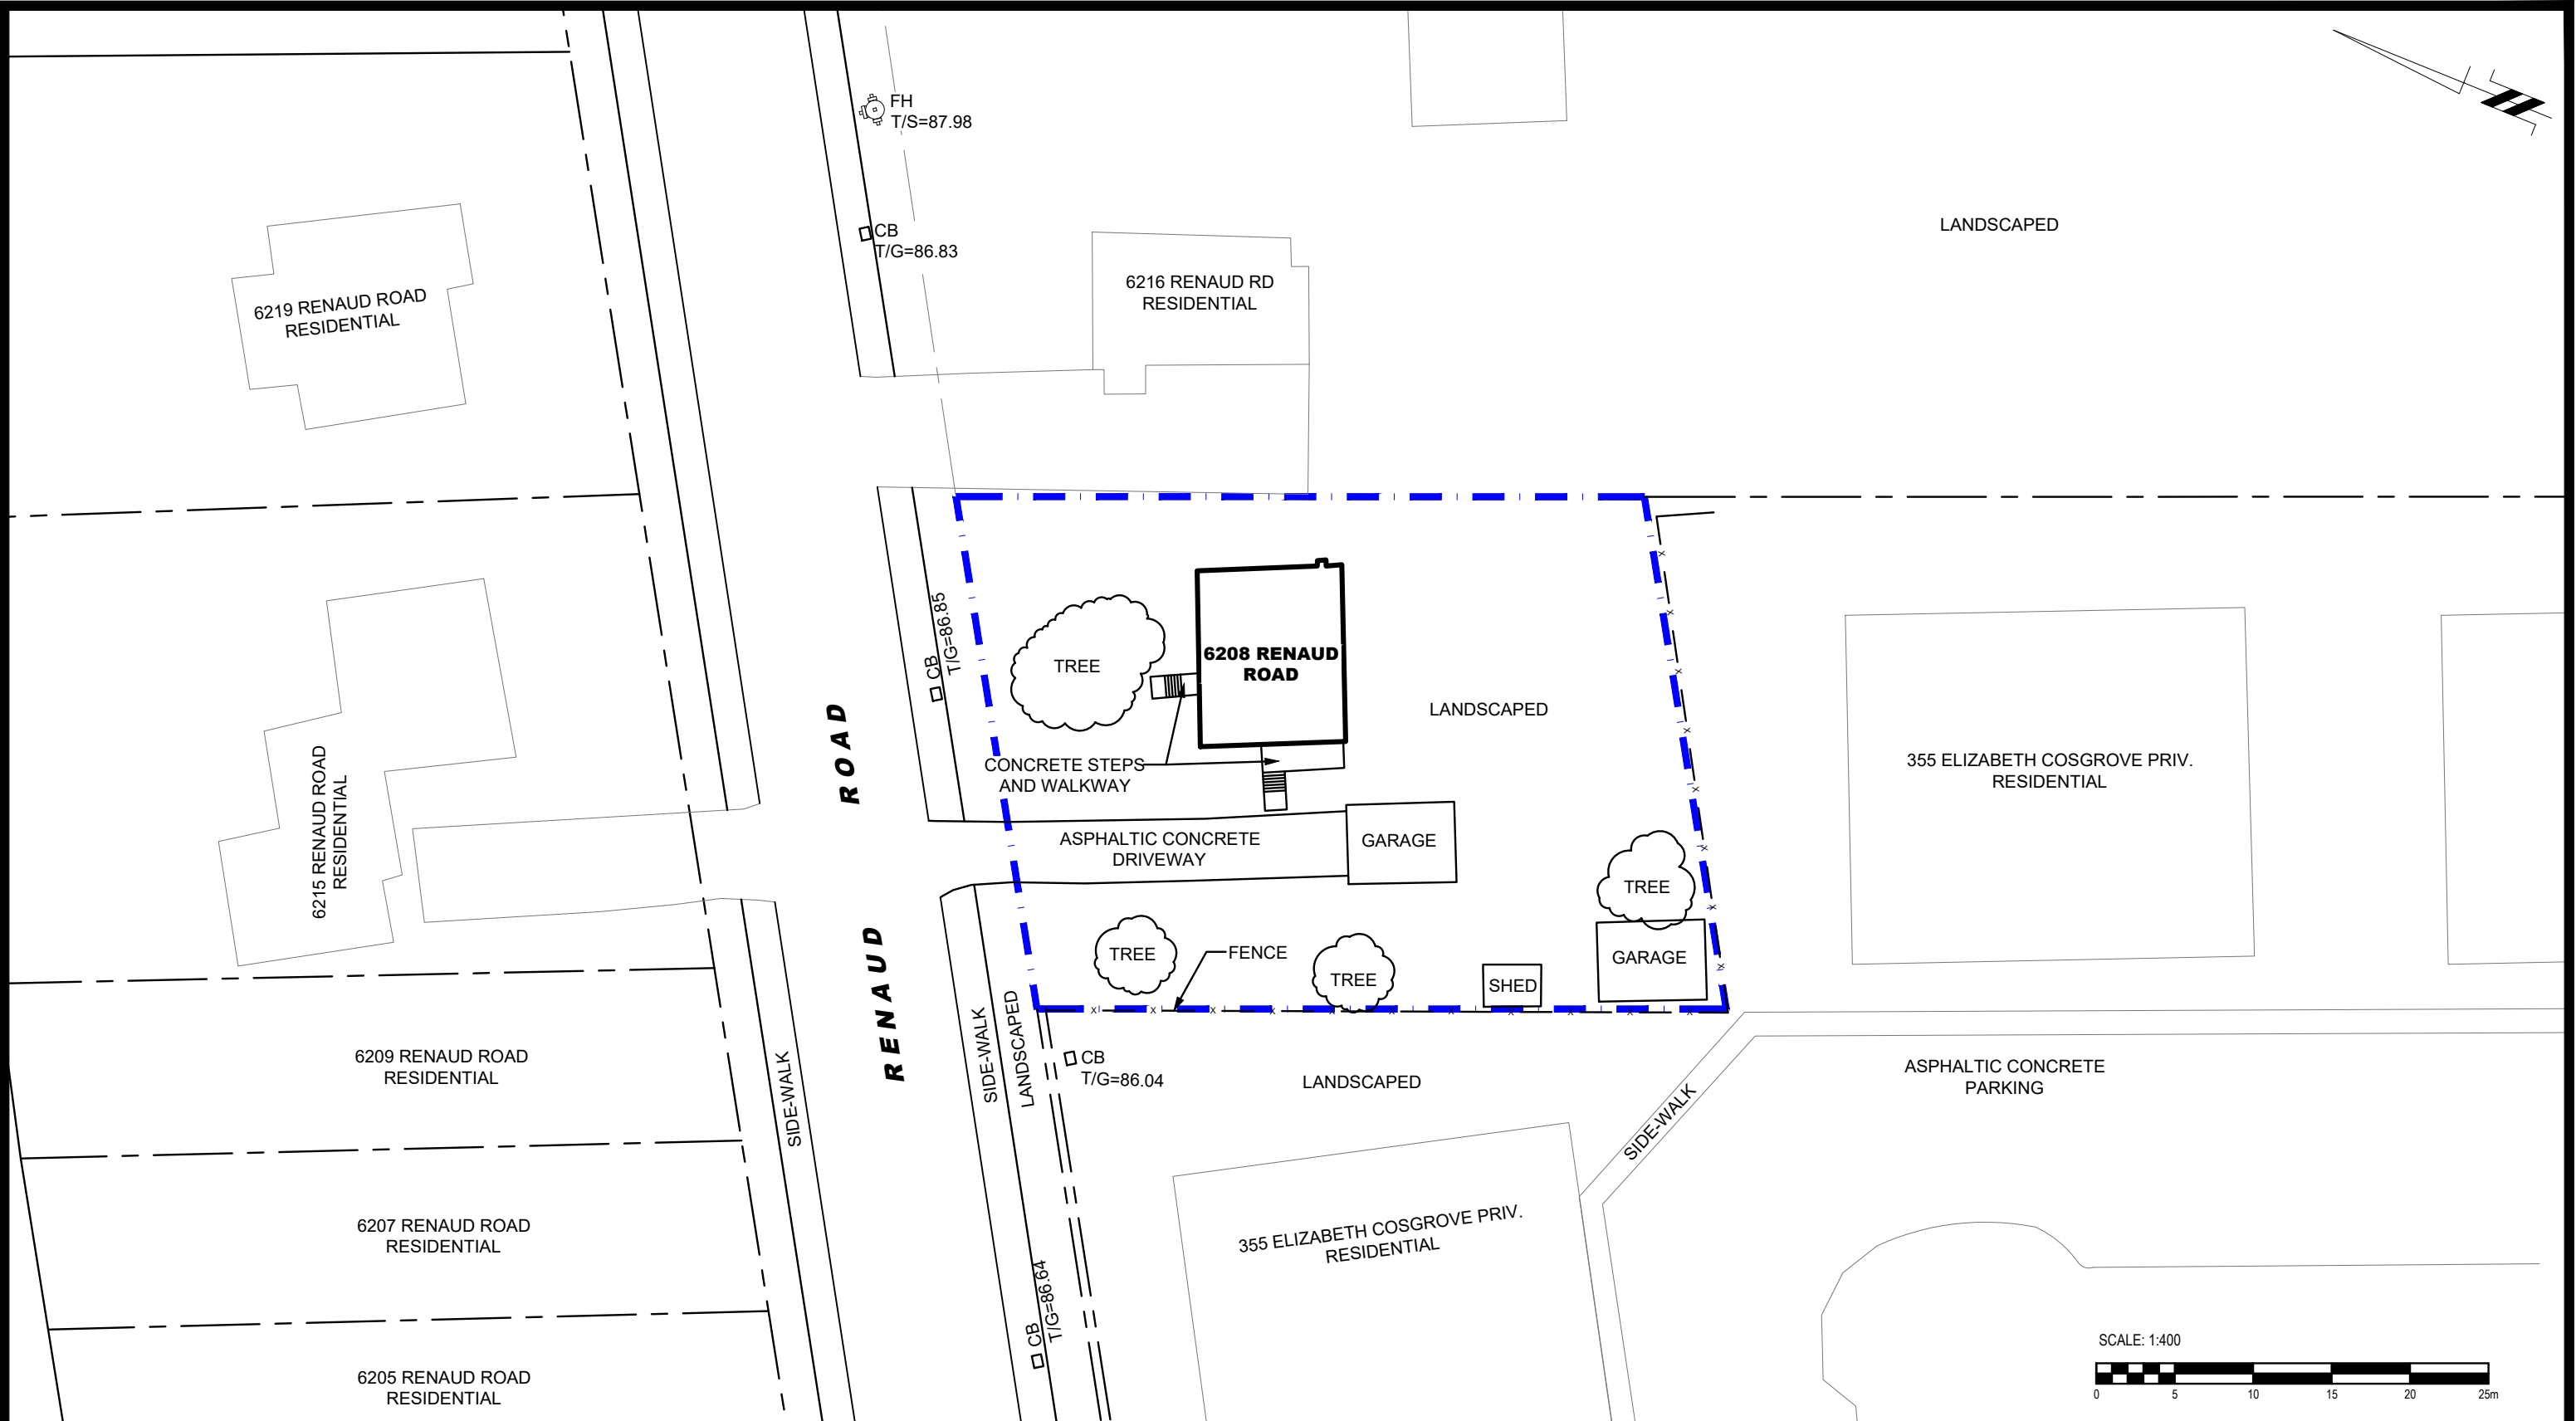 FH
T/S=87.98
CB
T/G=86.83
LANDSCAPED
6219 RENAUD ROAD
RESIDENTIAL
6216 RENAUD RD
RESIDENTIAL
CB
T/G=86.85
TREE
6208 RENAUD
ROAD
LANDSCAPED
CONCRETE STEPS
AND WALKWAY
355 ELIZABETH COSGROVE PRIV.
RESIDENTIAL
6215 RENAUD ROAD
RESIDENTIAL
RENAUD ROAD
ASPHALTIC CONCRETE
DRIVEWAY
GARAGE
TREE
TREE
FENCE
TREE
SHED
GARAGE
SIDE-WALK
SIDE-WALK
LANDSCAPED
CB
T/G=86.04
LANDSCAPED
6209 RENAUD ROAD
RESIDENTIAL
ASPHALTIC CONCRETE
PARKING
SIDE-WALK
6207 RENAUD ROAD
RESIDENTIAL
355 ELIZABETH COSGROVE PRIV.
RESIDENTIAL
CB
T/G=86.64
6205 RENAUD ROAD
RESIDENTIAL
SCALE: 1:400
0 5 10 15 20 25m